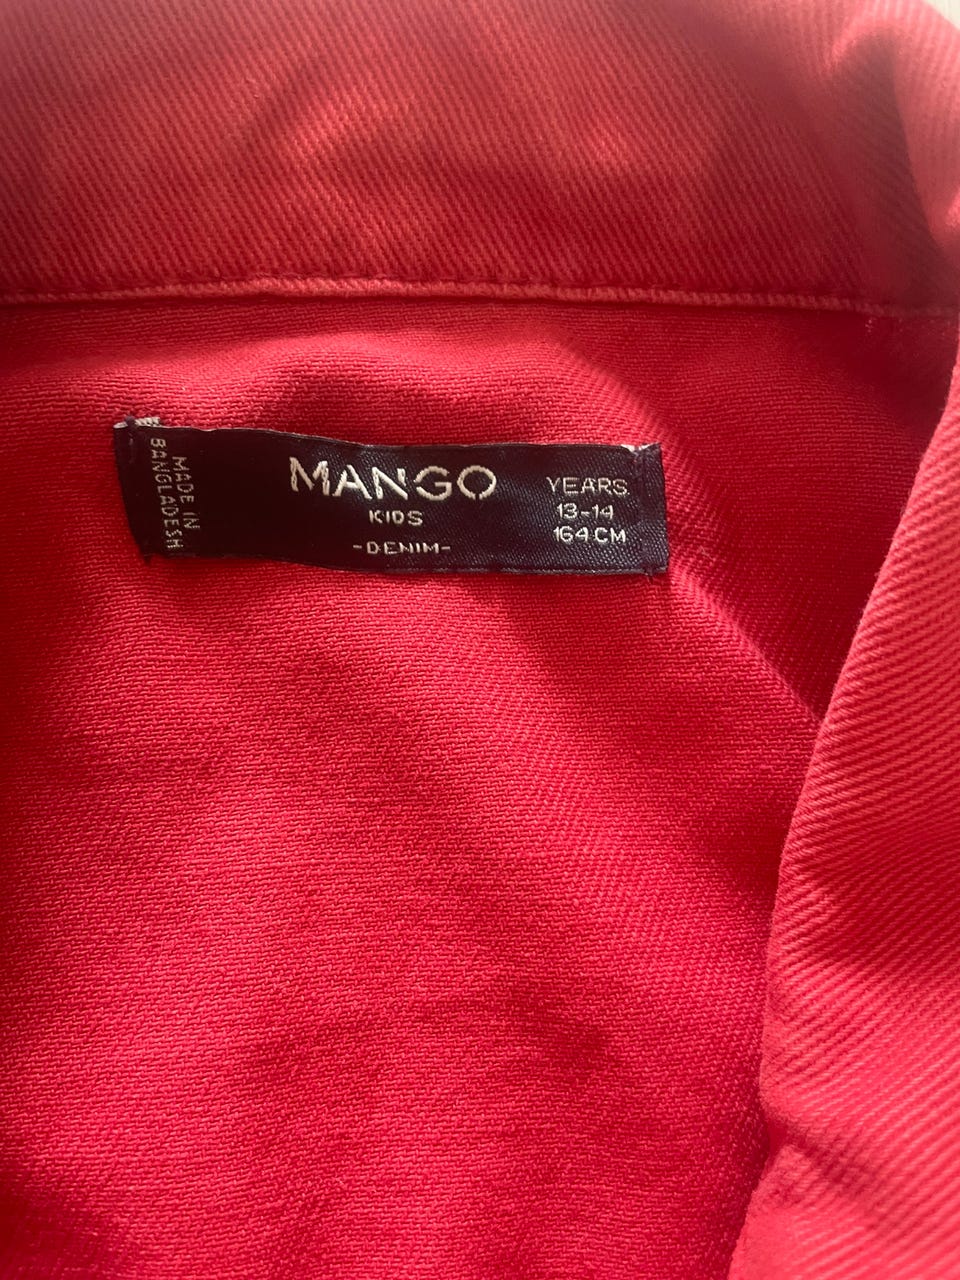 MADE IN
BANGLADESH
MANGO
KIDS
-DENIM-
YEARS
13-14
164 CM